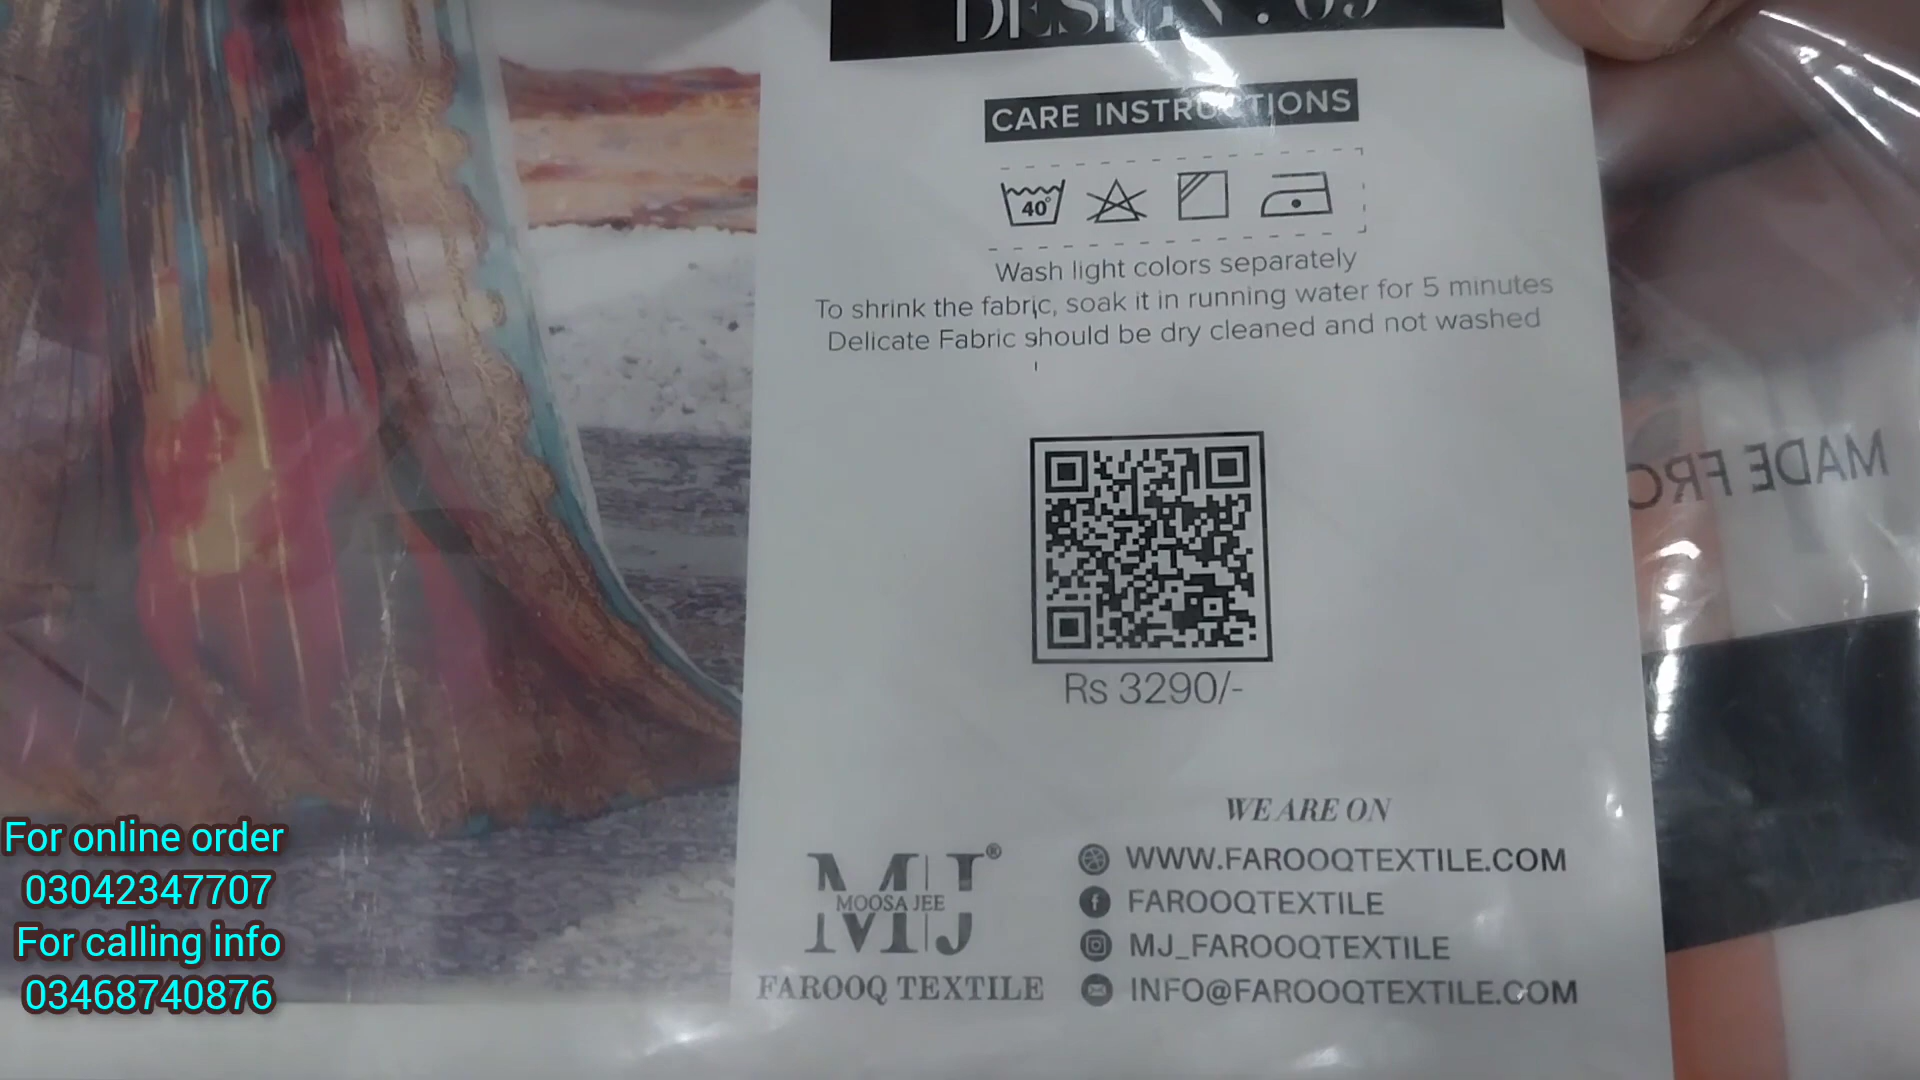 DESIGN : 05
CARE INSTRUCTIONS
40°
Wash light colors separately
To shrink the fabric, soak it in running water for 5 minutes
Delicate Fabric should be dry cleaned and not washed
Rs 3290/-
WE ARE ON
WWW.FAROOQTEXTILE.COM
FAROOQTEXTILE
MJ_FAROOQTEXTILE
INFO@FAROOQTEXTILE.COM
MJ®
MOOSA JEE
FAROOQ TEXTILE
MADE
For online order
03042347707
For calling info
03468740876